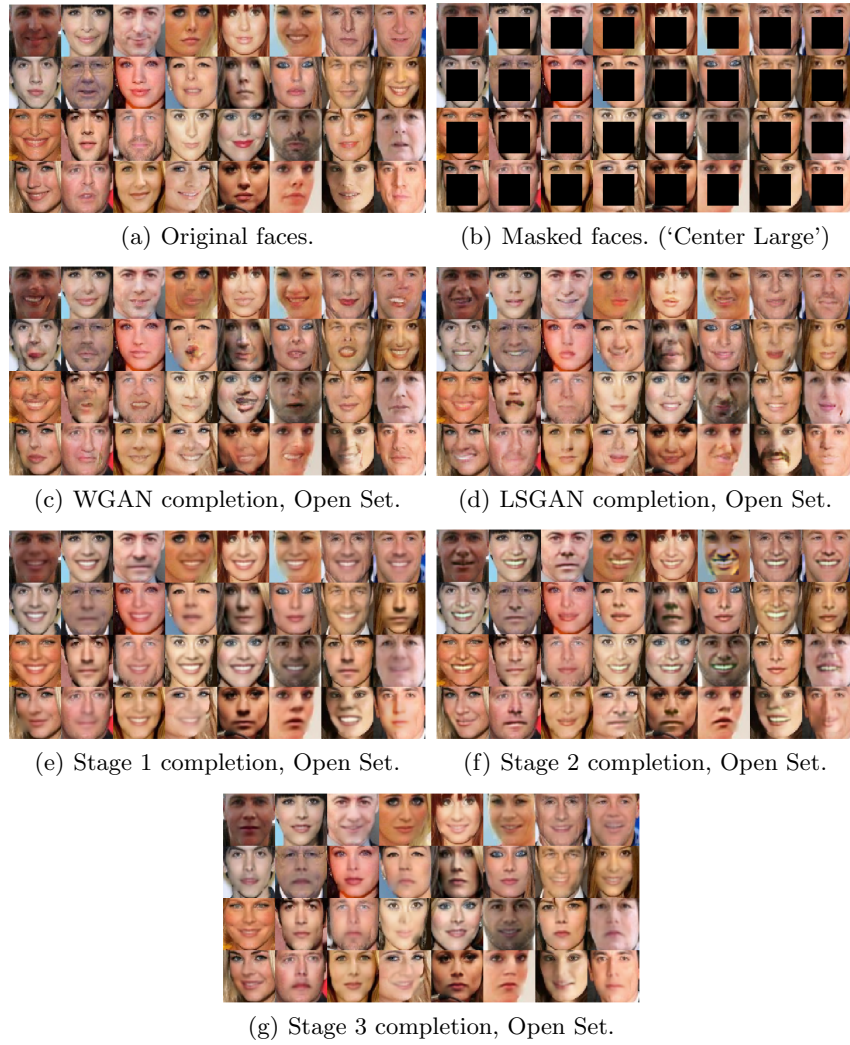 (a) Original faces.
(b) Masked faces. (‘Center Large’)
(c) WGAN completion, Open Set.
(d) LSGAN completion, Open Set.
(e) Stage 1 completion, Open Set.
(f) Stage 2 completion, Open Set.
(g) Stage 3 completion, Open Set.